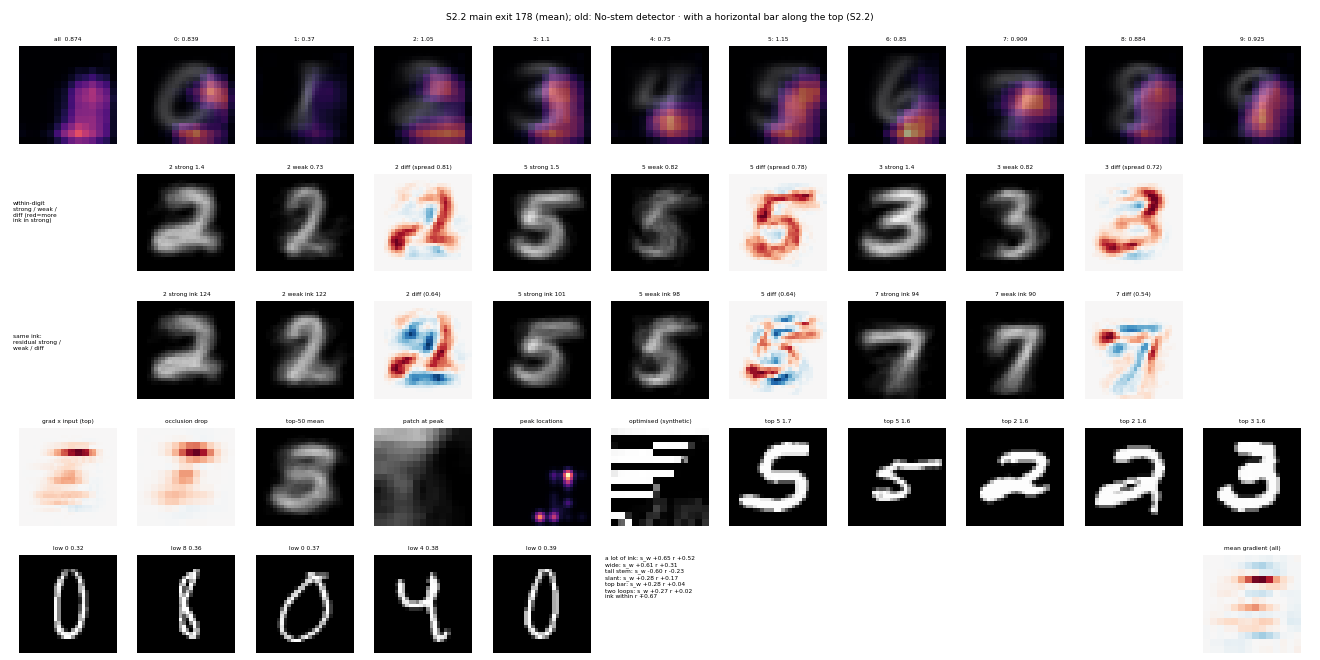 S2.2 main exit 178 (mean); old: No-stem detector · with a horizontal bar along the top (S2.2)
all 0.874
0: 0.839
1: 0.37
2: 1.05
3: 1.1
4: 0.75
5: 1.15
6: 0.85
7: 0.909
8: 0.884
9: 0.925
2 strong 1.4
2 weak 0.73
2 diff (spread 0.81)
5 strong 1.5
5 weak 0.82
5 diff (spread 0.78)
3 strong 1.4
3 weak 0.82
3 diff (spread 0.72)
within-digit
strong / weak /
diff (red=more
ink in strong)
2 strong ink 124
2 weak ink 122
2 diff (0.64)
5 strong ink 101
5 weak ink 98
5 diff (0.64)
7 strong ink 94
7 weak ink 90
7 diff (0.54)
same ink:
residual strong /
weak / diff
grad x input (top)
occlusion drop
top-50 mean
patch at peak
peak locations
optimised (synthetic)
top 5 1.7
top 5 1.6
top 2 1.6
top 2 1.6
top 3 1.6
low 0 0.32
low 8 0.36
low 0 0.37
low 4 0.38
low 0 0.39
a lot of ink: s_w +0.65 r +0.52
wide: s_w +0.61 r +0.31
tall stem: s_w -0.60 r -0.23
slant: s_w +0.28 r +0.17
top bar: s_w +0.28 r +0.04
two loops: s_w +0.27 r +0.02
ink within r +0.67
mean gradient (all)